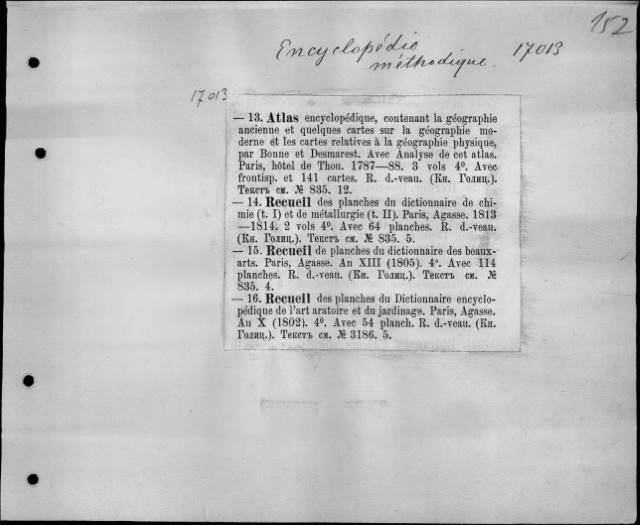 152
Encyclopédie
méthodique.
17013
17013
— 13. Atlas encyclopédique, contenant la géographie
ancienne et quelques cartes sur la géographie mo-
derne et les cartes relatives à la géographie physique,
par Bonne et Desmarest. Avec Analyse de cet atlas.
Paris, hôtel de Thou. 1787—88. 3 vols 4⁰. Avec
frontisp. et 141 cartes. R. d.-veau. (Кн. Голиц.).
Текстъ см. № 835. 12.
— 14. Recueil des planches du dictionnaire de chi-
mie (t. I) et de métallurgie (t. II). Paris, Agasse. 1813
—1814. 2 vols 4⁰. Avec 64 planches. R. d.-veau.
(Кн. Голиц.). Текстъ см. № 835. 5.
— 15. Recueil de planches du dictionnaire des beaux-
arts. Paris, Agasse. An XIII (1805). 4⁰. Avec 114
planches. R. d.-veau. (Кн. Голиц.). Текстъ см. №
835. 4.
— 16. Recueil des planches du Dictionnaire encyclo-
pédique de l'art aratoire et du jardinage. Paris, Agasse.
An X (1802). 4⁰. Avec 54 planch. R. d.-veau. (Кн.
Голиц.). Текстъ см. № 3186. 5.